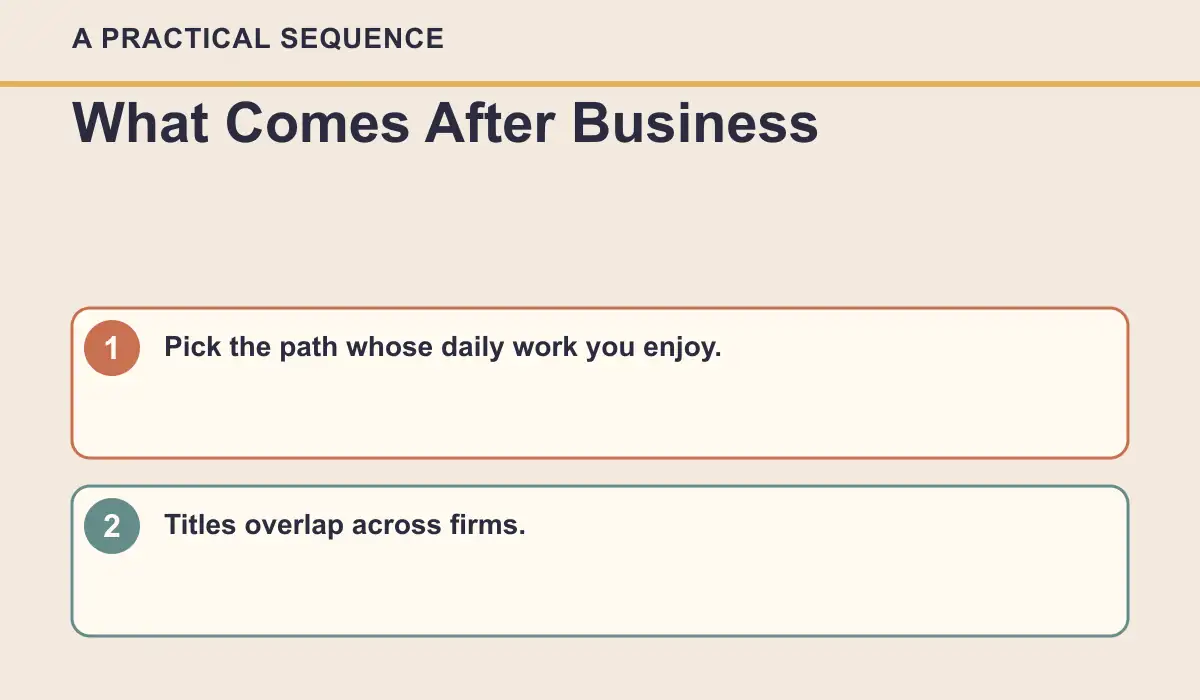 A PRACTICAL SEQUENCE
What Comes After Business
1 Pick the path whose daily work you enjoy.
2 Titles overlap across firms.